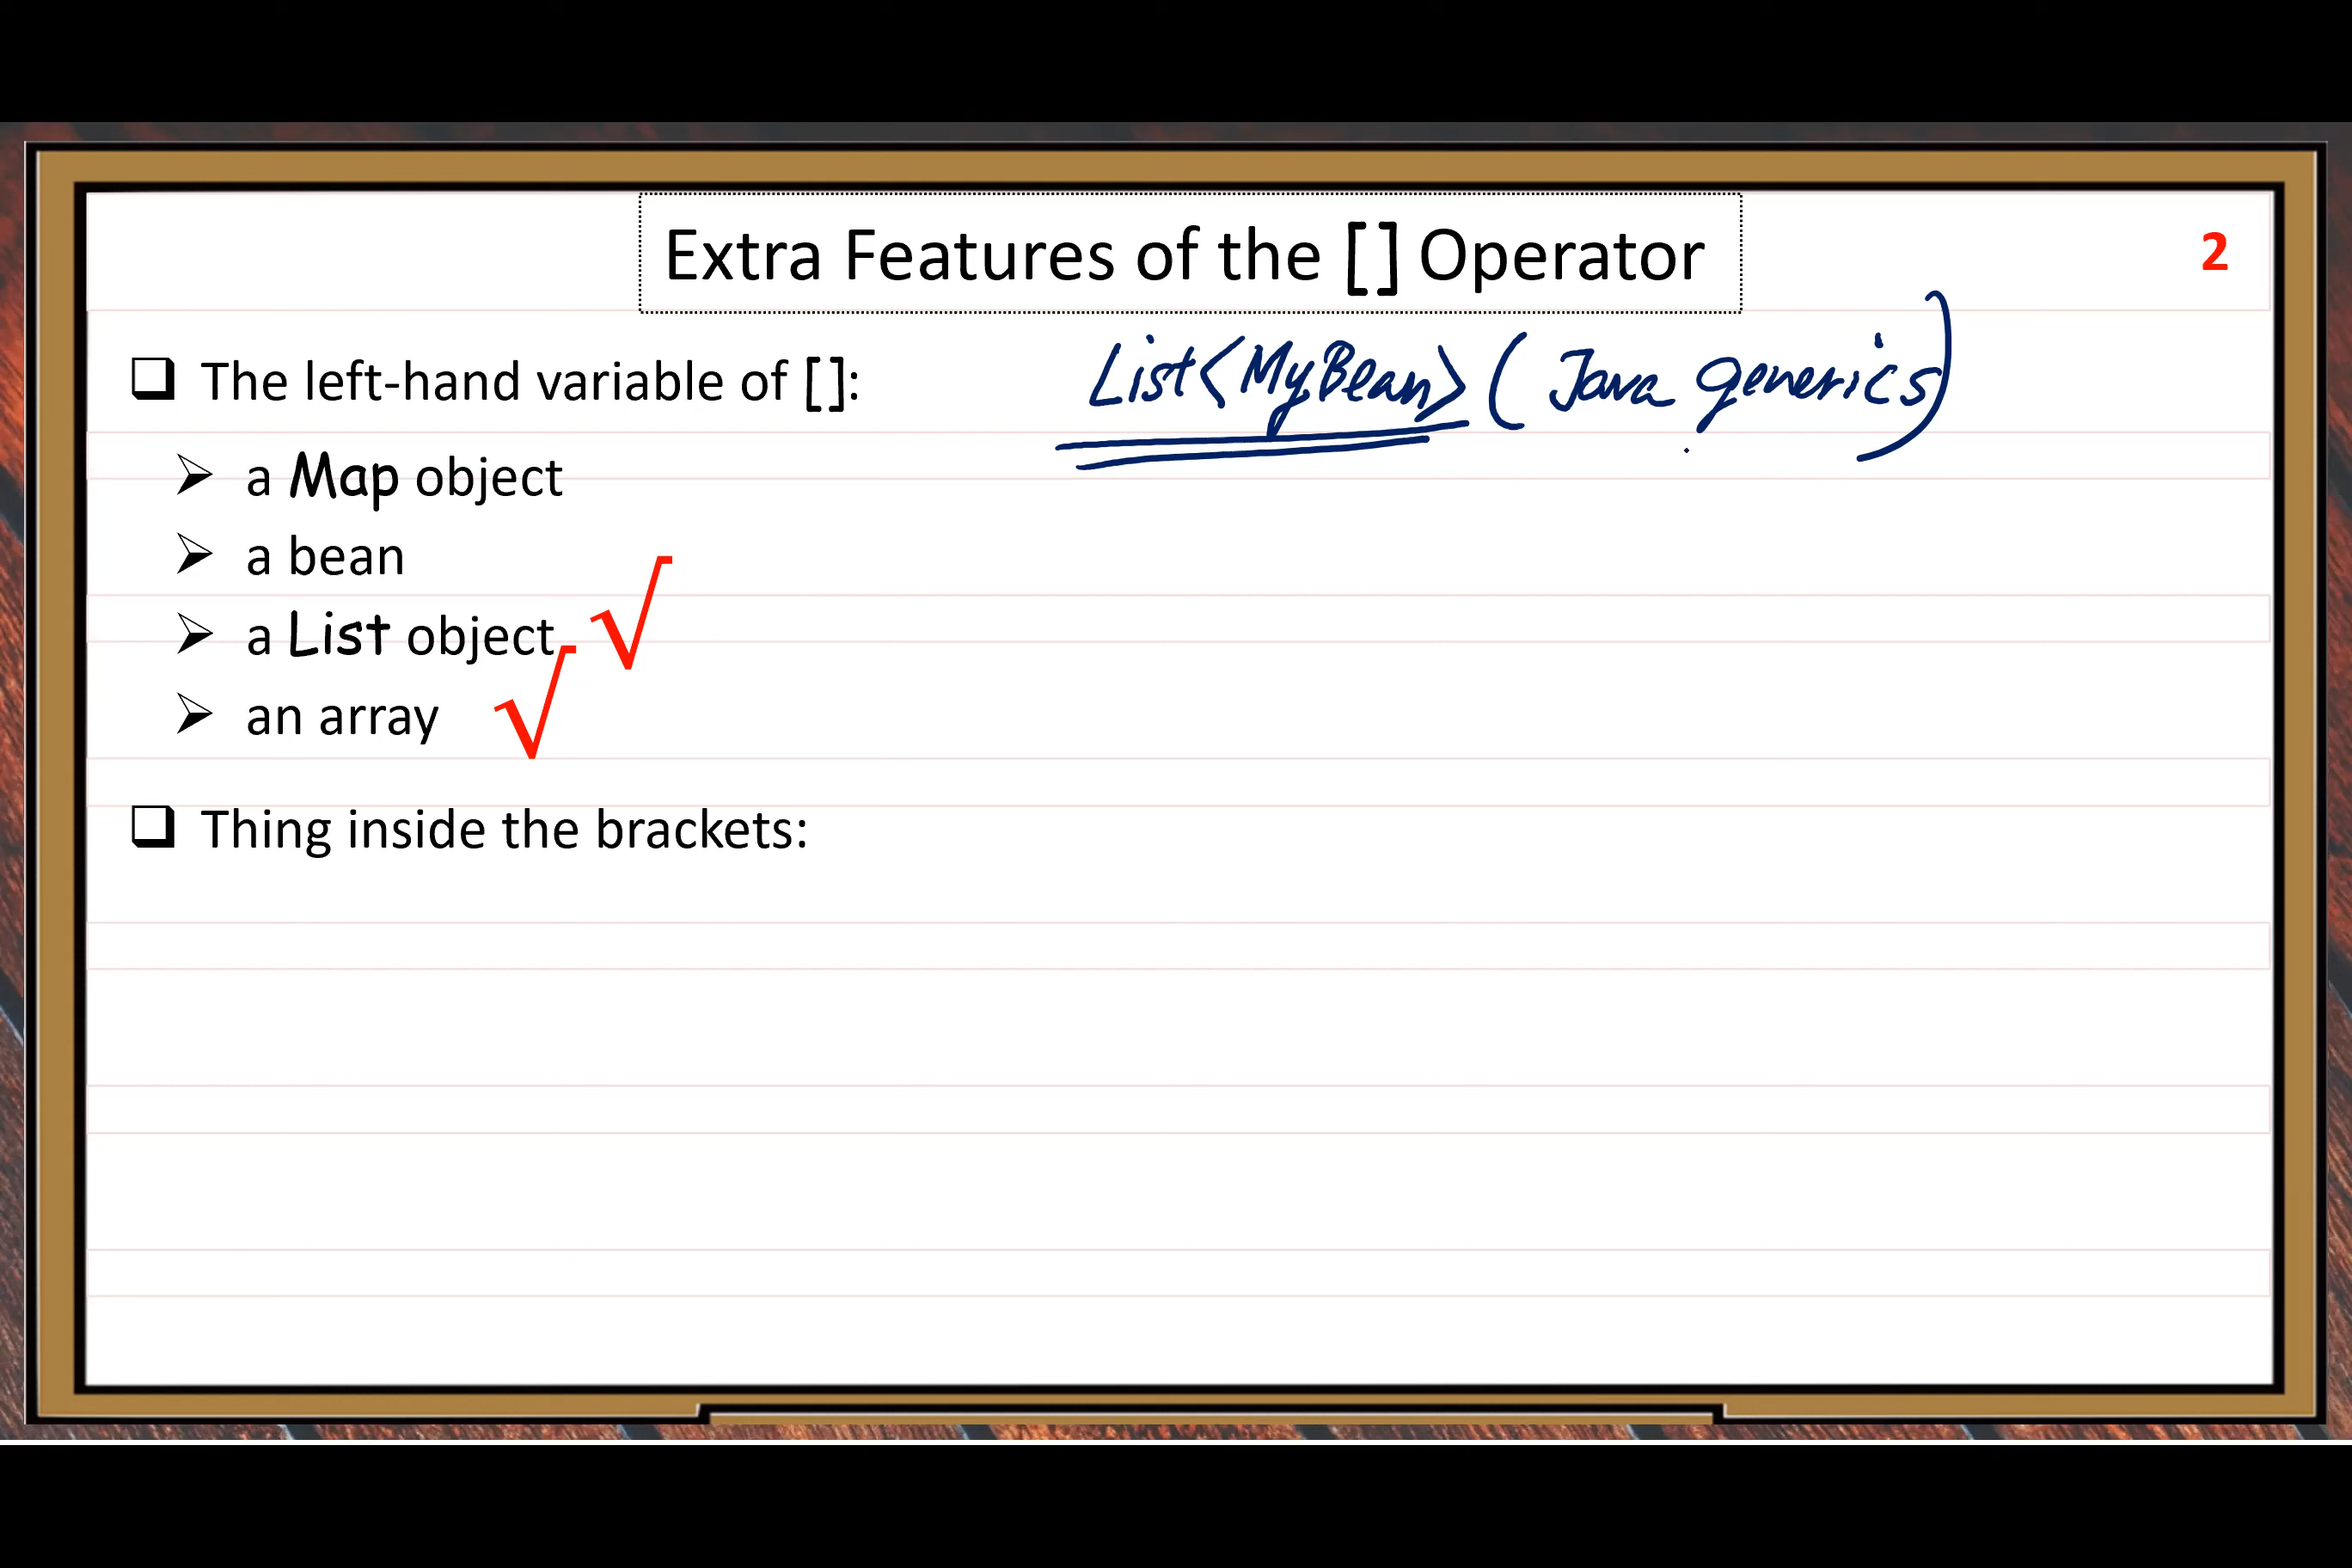 Extra Features of the [] Operator
2
❑ The left-hand variable of []:
List<MyBean> (Java generics)
➢ a Map object
➢ a bean
➢ a List object √
➢ an array √
❑ Thing inside the brackets: